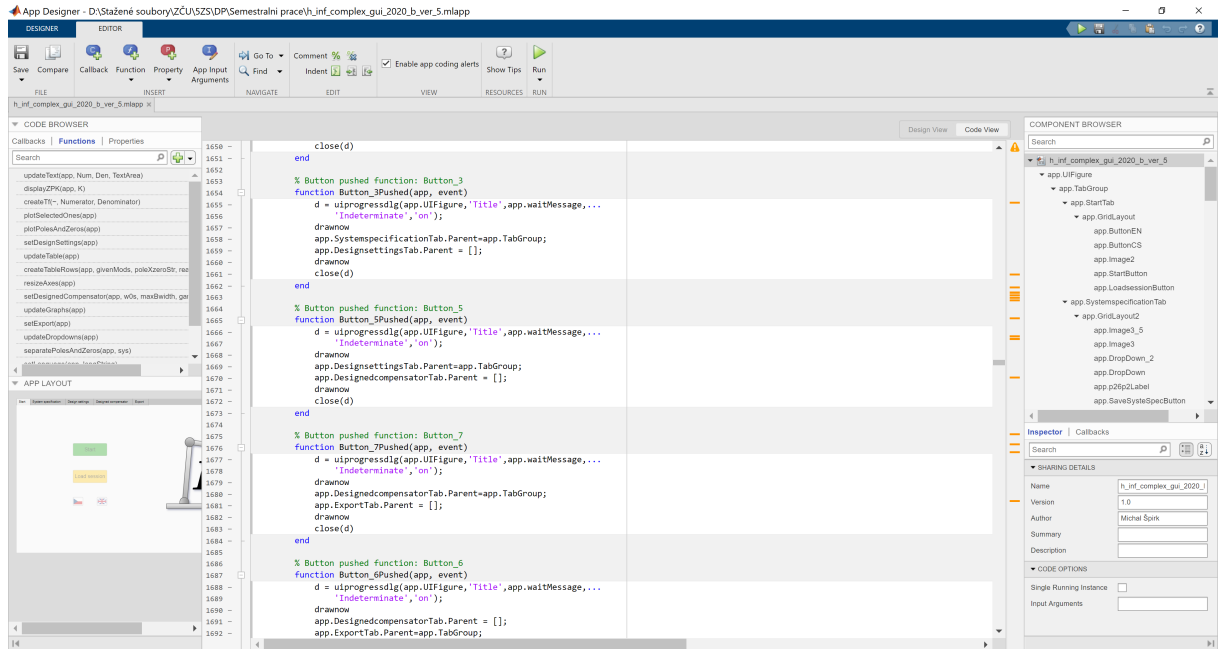 App Designer - D:\Stažené soubory\ZČU\5ZS\DP\Semestralni prace\h_inf_complex_gui_2020_b_ver_5.mlapp
DESIGNER EDITOR
Save Compare Callback Function Property App Input Arguments
Go To Comment
Find Indent
Enable app coding alerts
Show Tips Run
FILE INSERT NAVIGATE EDIT VIEW RESOURCES RUN
h_inf_complex_gui_2020_b_ver_5.mlapp
CODE BROWSER
Callbacks Functions Properties
Search
updateText(app, Num, Den, TextArea)
displayZPK(app, K)
createTf(~, Numerator, Denominator)
plotSelectedOnes(app)
plotPolesAndZeros(app)
setDesignSettings(app)
updateTable(app)
createTableRows(app, givenMods, poleXzeroStr, rea
resizeAxes(app)
setDesignedCompensator(app, w0s, maxBwidth, gai
updateGraphs(app)
setExport(app)
updateDropdowns(app)
separatePolesAndZeros(app, sys)
APP LAYOUT
Design View Code View
1650 – close(d)
1651 – end
1652
1653 % Button pushed function: Button_3
1654 function Button_3Pushed(app, event)
1655 – d = uiprogressdlg(app.UIFigure,'Title',app.waitMessage,...
1656 'Indeterminate','on');
1657 – drawnow
1658 – app.SystemspecificationTab.Parent=app.TabGroup;
1659 – app.DesignsettingsTab.Parent = [];
1660 – drawnow
1661 – close(d)
1662 – end
1663
1664 % Button pushed function: Button_5
1665 function Button_5Pushed(app, event)
1666 – d = uiprogressdlg(app.UIFigure,'Title',app.waitMessage,...
1667 'Indeterminate','on');
1668 – drawnow
1669 – app.DesignsettingsTab.Parent=app.TabGroup;
1670 – app.DesignedcompensatorTab.Parent = [];
1671 – drawnow
1672 – close(d)
1673 – end
1674
1675 % Button pushed function: Button_7
1676 function Button_7Pushed(app, event)
1677 – d = uiprogressdlg(app.UIFigure,'Title',app.waitMessage,...
1678 'Indeterminate','on');
1679 – drawnow
1680 – app.DesignedcompensatorTab.Parent=app.TabGroup;
1681 – app.ExportTab.Parent = [];
1682 – drawnow
1683 – close(d)
1684 – end
1685
1686 % Button pushed function: Button_6
1687 function Button_6Pushed(app, event)
1688 – d = uiprogressdlg(app.UIFigure,'Title',app.waitMessage,...
1689 'Indeterminate','on');
1690 – drawnow
1691 – app.DesignedcompensatorTab.Parent = [];
1692 – app.ExportTab.Parent=app.TabGroup;
COMPONENT BROWSER
Search
h_inf_complex_gui_2020_b_ver_5
app.UIFigure
app.TabGroup
app.StartTab
app.GridLayout
app.ButtonEN
app.ButtonCS
app.Image2
app.StartButton
app.LoadsessionButton
app.SystemspecificationTab
app.GridLayout2
app.Image3_5
app.Image3
app.DropDown_2
app.DropDown
app.p26p2Label
app.SaveSysteSpecButton
Inspector Callbacks
Search
SHARING DETAILS
Name h_inf_complex_gui_2020_l
Version 1.0
Author Michal Špirk
Summary
Description
CODE OPTIONS
Single Running Instance
Input Arguments